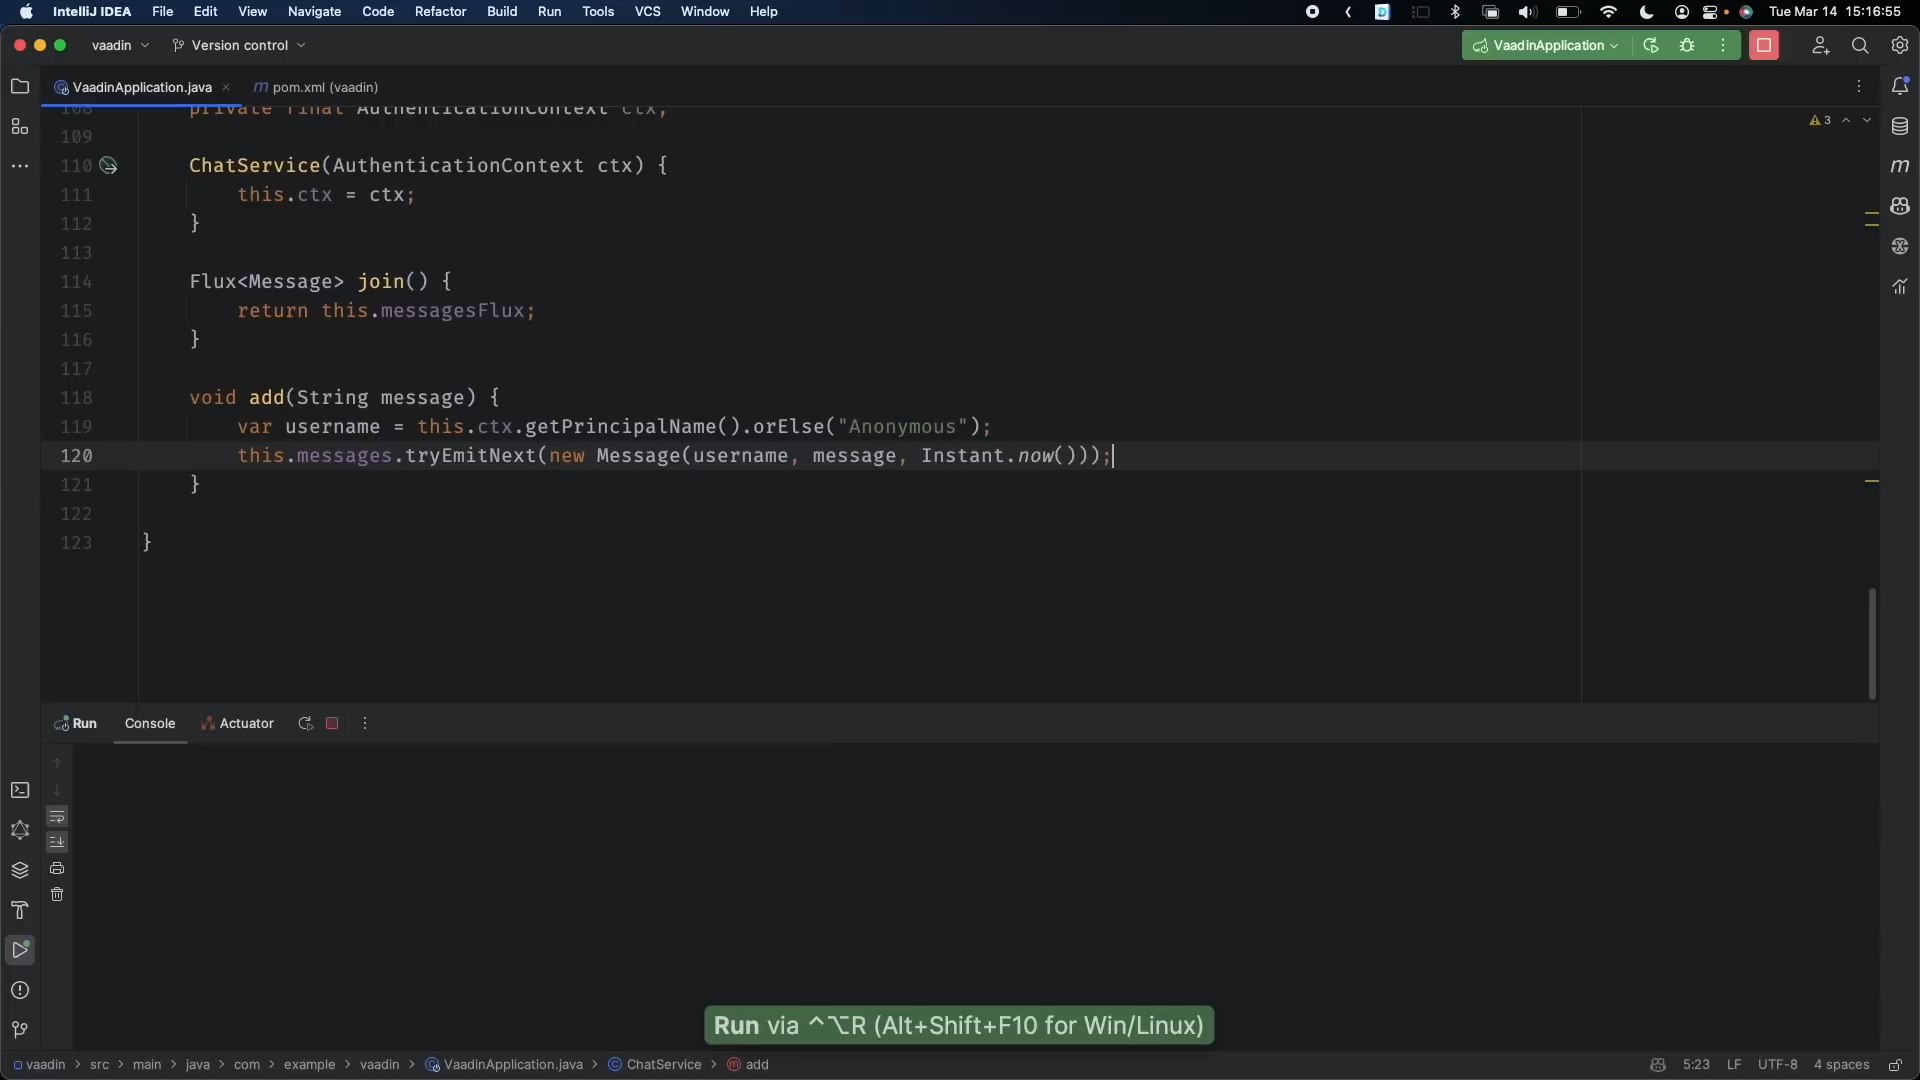 IntelliJ IDEA File Edit View Navigate Code Refactor Build Run Tools VCS Window Help Tue Mar 14 15:16:55
vaadin Version control VaadinApplication
VaadinApplication.java pom.xml (vaadin)
108 private final AuthenticationContext ctx;
3
109
110 ChatService(AuthenticationContext ctx) {
111 this.ctx = ctx;
112 }
113
114 Flux<Message> join() {
115 return this.messagesFlux;
116 }
117
118 void add(String message) {
119 var username = this.ctx.getPrincipalName().orElse("Anonymous");
120 this.messages.tryEmitNext(new Message(username, message, Instant.now()));
121 }
122
123 }
Run Console Actuator
Run via ^⌥R (Alt+Shift+F10 for Win/Linux)
vaadin > src > main > java > com > example > vaadin > VaadinApplication.java > ChatService > add 5:23 LF UTF-8 4 spaces